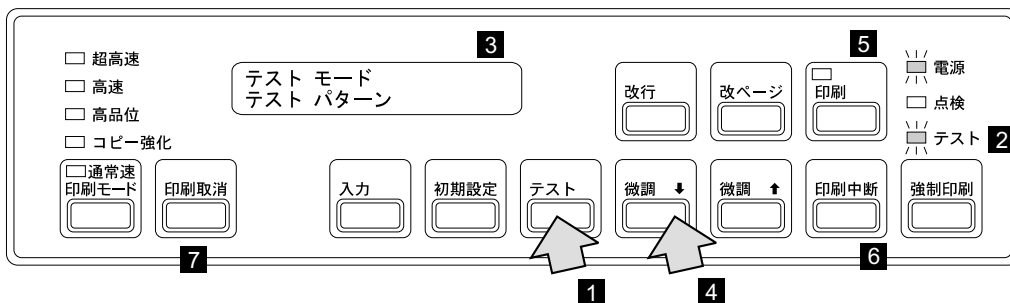 3
5
超高速
高速
高品位
コピー強化
テスト モード
テスト パターン
改行
改ページ
印刷
電源
点検
テスト
2
通常速
印刷モード
印刷取消
入力
初期設定
テスト
微調 ⬇
微調 ⬆
印刷中断
強制印刷
7
1
4
6